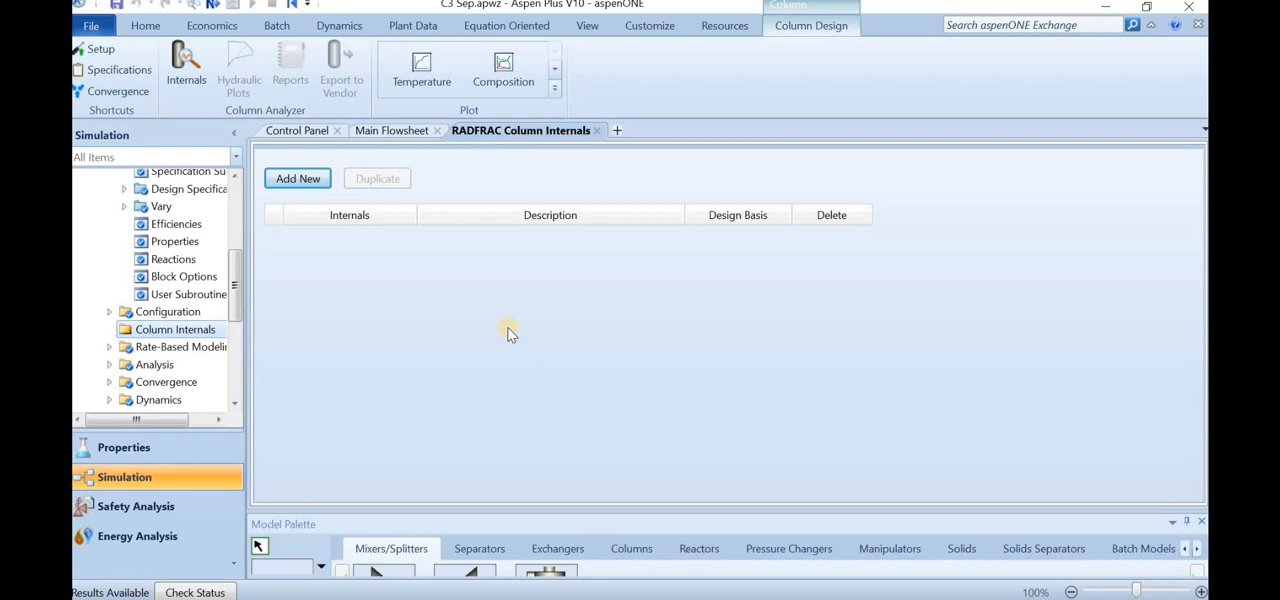 C3 Sep.apwz - Aspen Plus V10 - aspenONE
Column
File Home Economics Batch Dynamics Plant Data Equation Oriented View Customize Resources Column Design Search aspenONE Exchange
Setup
Specifications
Convergence
Shortcuts
Internals
Hydraulic Plots
Reports
Export to Vendor
Column Analyzer
Temperature
Composition
Plot
Simulation
All Items
Control Panel
Main Flowsheet
RADFRAC Column Internals
Specification Su
Design Specifica
Vary
Efficiencies
Properties
Reactions
Block Options
User Subroutine
Configuration
Column Internals
Rate-Based Modelin
Analysis
Convergence
Dynamics
Properties
Simulation
Safety Analysis
Energy Analysis
Add New Duplicate
Internals Description Design Basis Delete
Model Palette
Mixers/Splitters Separators Exchangers Columns Reactors Pressure Changers Manipulators Solids Solids Separators Batch Models
Results Available Check Status 100%